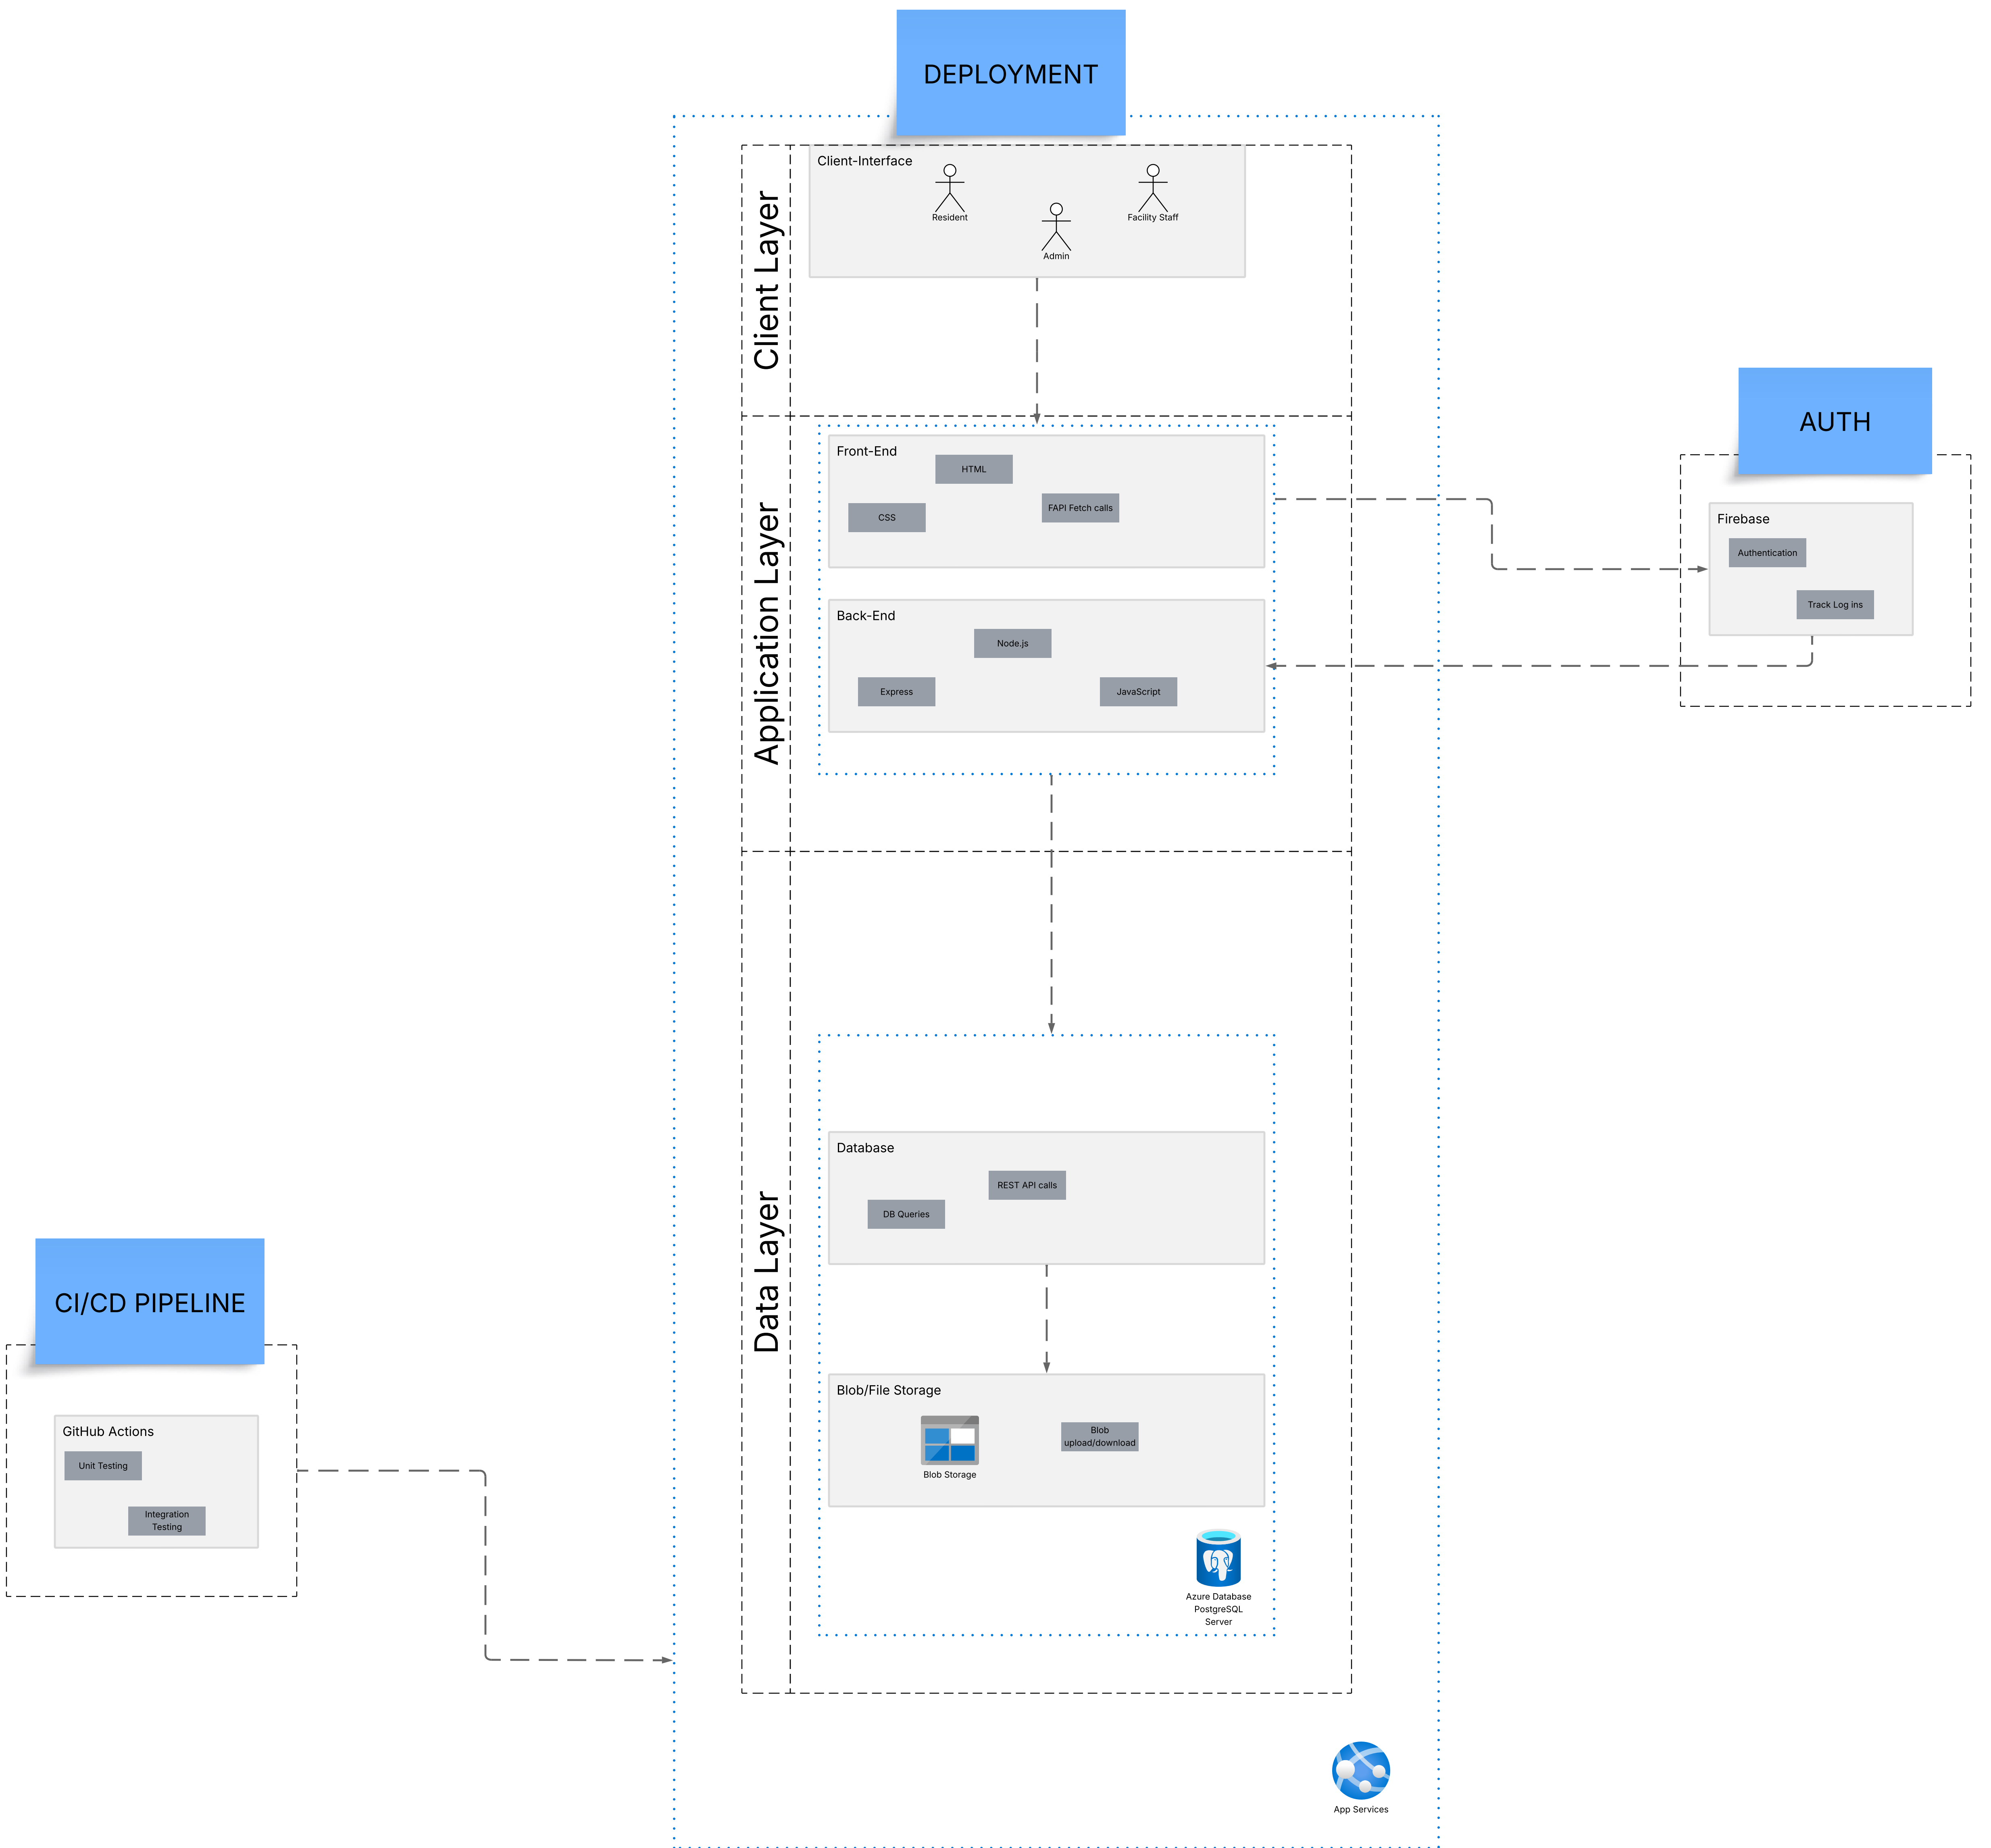 DEPLOYMENT
Client Layer
Client-Interface
Resident
Facility Staff
Admin
Application Layer
Front-End
HTML
FAPI Fetch calls
CSS
Back-End
Node.js
Express
JavaScript
AUTH
Firebase
Authentication
Track Log ins
Data Layer
Database
REST API calls
DB Queries
Blob/File Storage
Blob
upload/download
Blob Storage
Azure Database
PostgreSQL
Server
CI/CD PIPELINE
GitHub Actions
Unit Testing
Integration
Testing
App Services